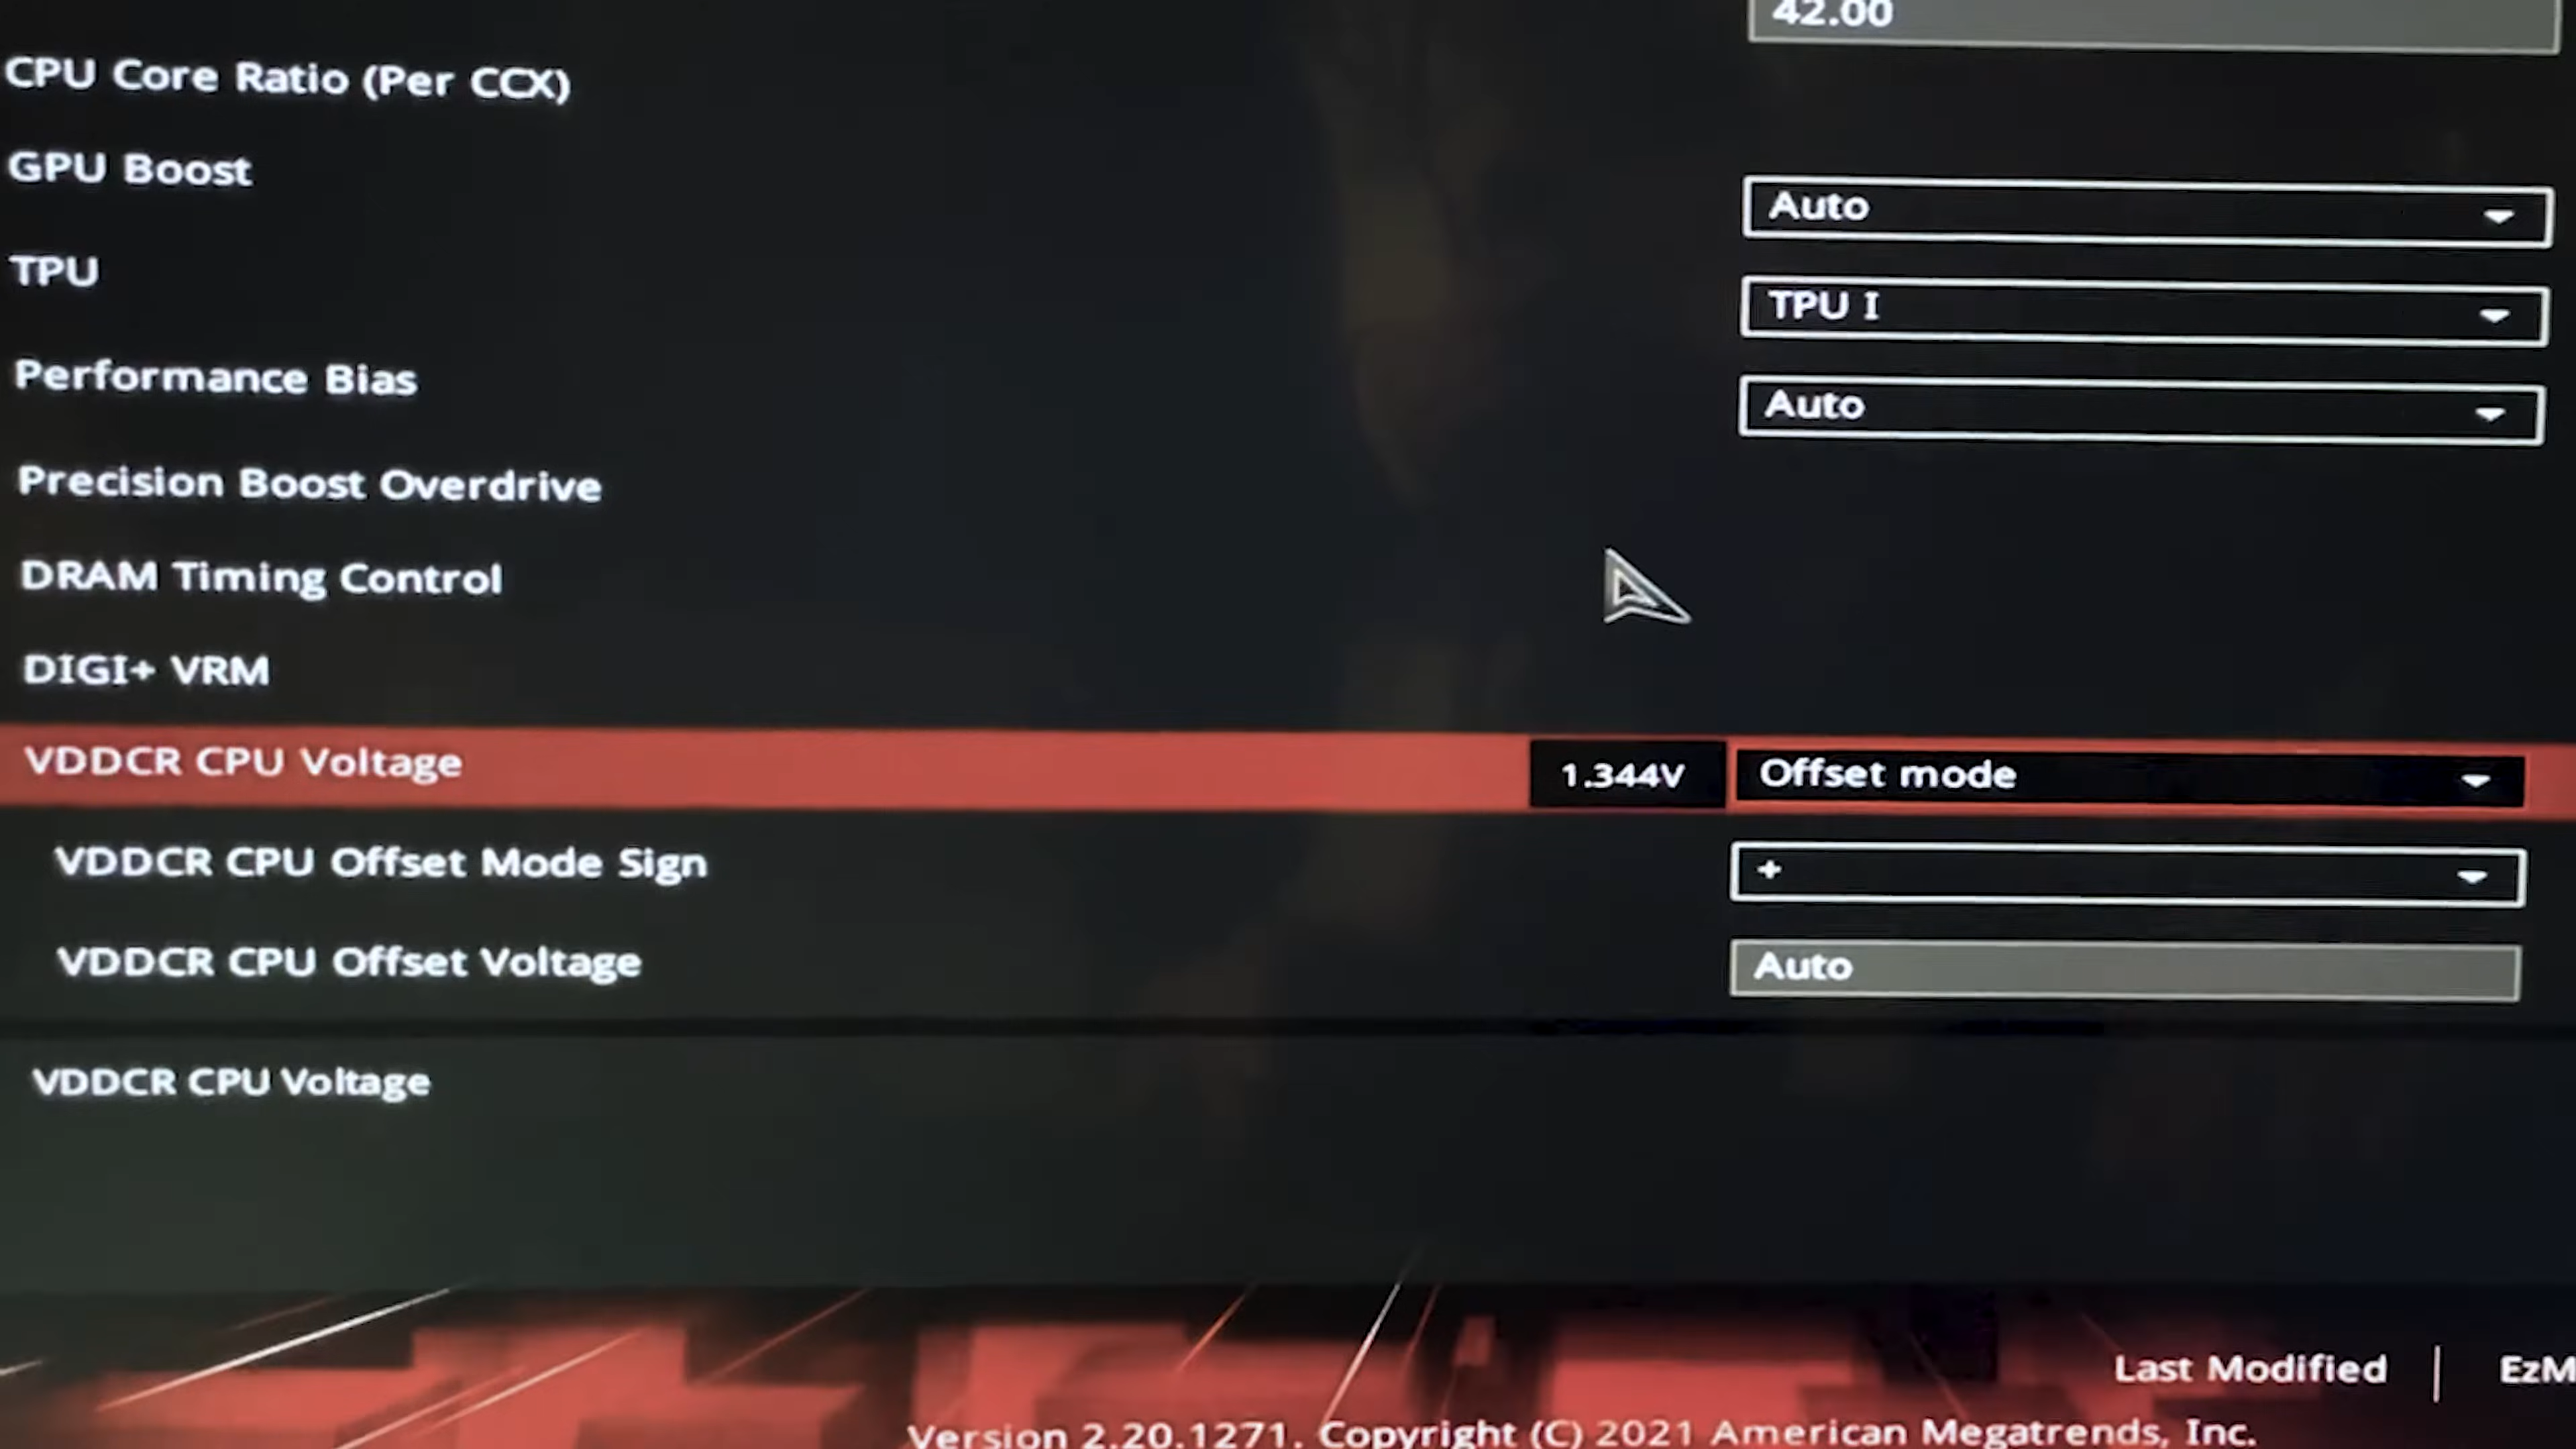 42.00
CPU Core Ratio (Per CCX)
GPU Boost
Auto
TPU
TPU I
Performance Bias
Auto
Precision Boost Overdrive
DRAM Timing Control
DIGI+ VRM
VDDCR CPU Voltage 1.344V Offset mode
VDDCR CPU Offset Mode Sign +
VDDCR CPU Offset Voltage Auto
VDDCR CPU Voltage
Last Modified | EzM
Version 2.20.1271. Copyright (C) 2021 American Megatrends, Inc.